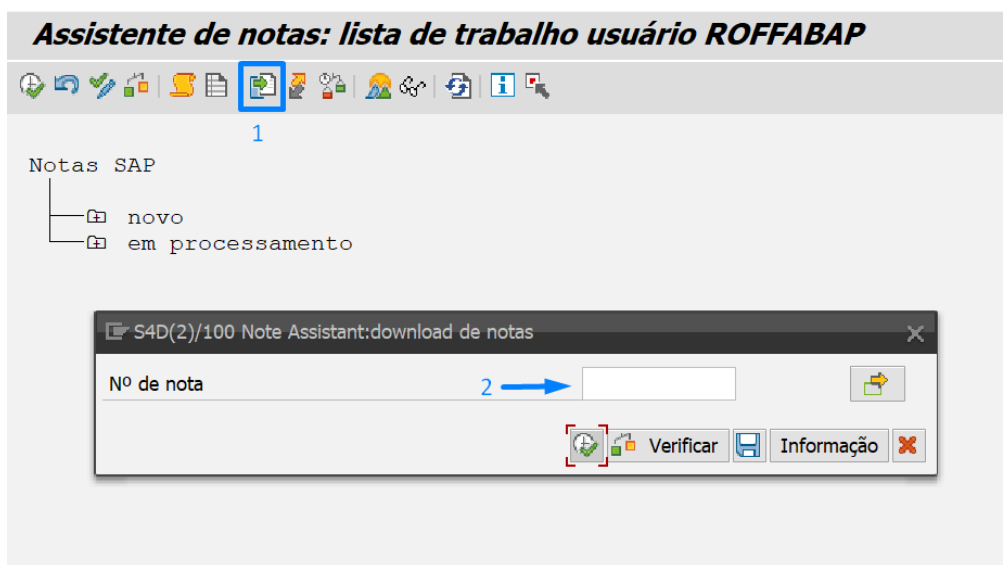 Assistente de notas: lista de trabalho usuário ROFFABAP
1
Notas SAP
novo
em processamento
S4D(2)/100 Note Assistant:download de notas
Nº de nota
2
Verificar
Informação